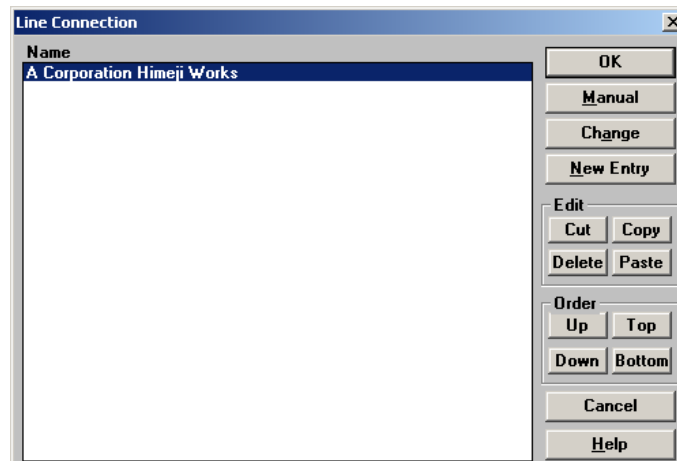 Line Connection
Name
A Corporation Himeji Works
OK
Manual
Change
New Entry
Edit
Cut Copy
Delete Paste
Order
Up Top
Down Bottom
Cancel
Help